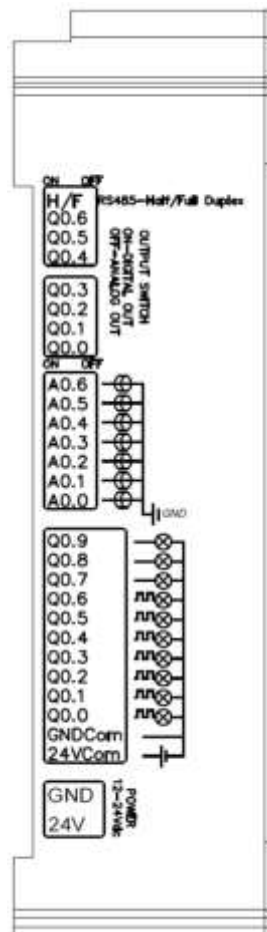 ON OFF
H/F RS485-Half/Full Duplex
Q0.6
Q0.5
Q0.4
OUTPUT SWITCH
ON-DIGITAL OUT
OFF-ANALOG OUT
Q0.3
Q0.2
Q0.1
Q0.0
ON OFF
A0.6
A0.5
A0.4
A0.3
A0.2
A0.1
A0.0
GND
Q0.9
Q0.8
Q0.7
Q0.6
Q0.5
Q0.4
Q0.3
Q0.2
Q0.1
Q0.0
GNDCom
24VCom
GND
24V
POWER
12-24Vdc